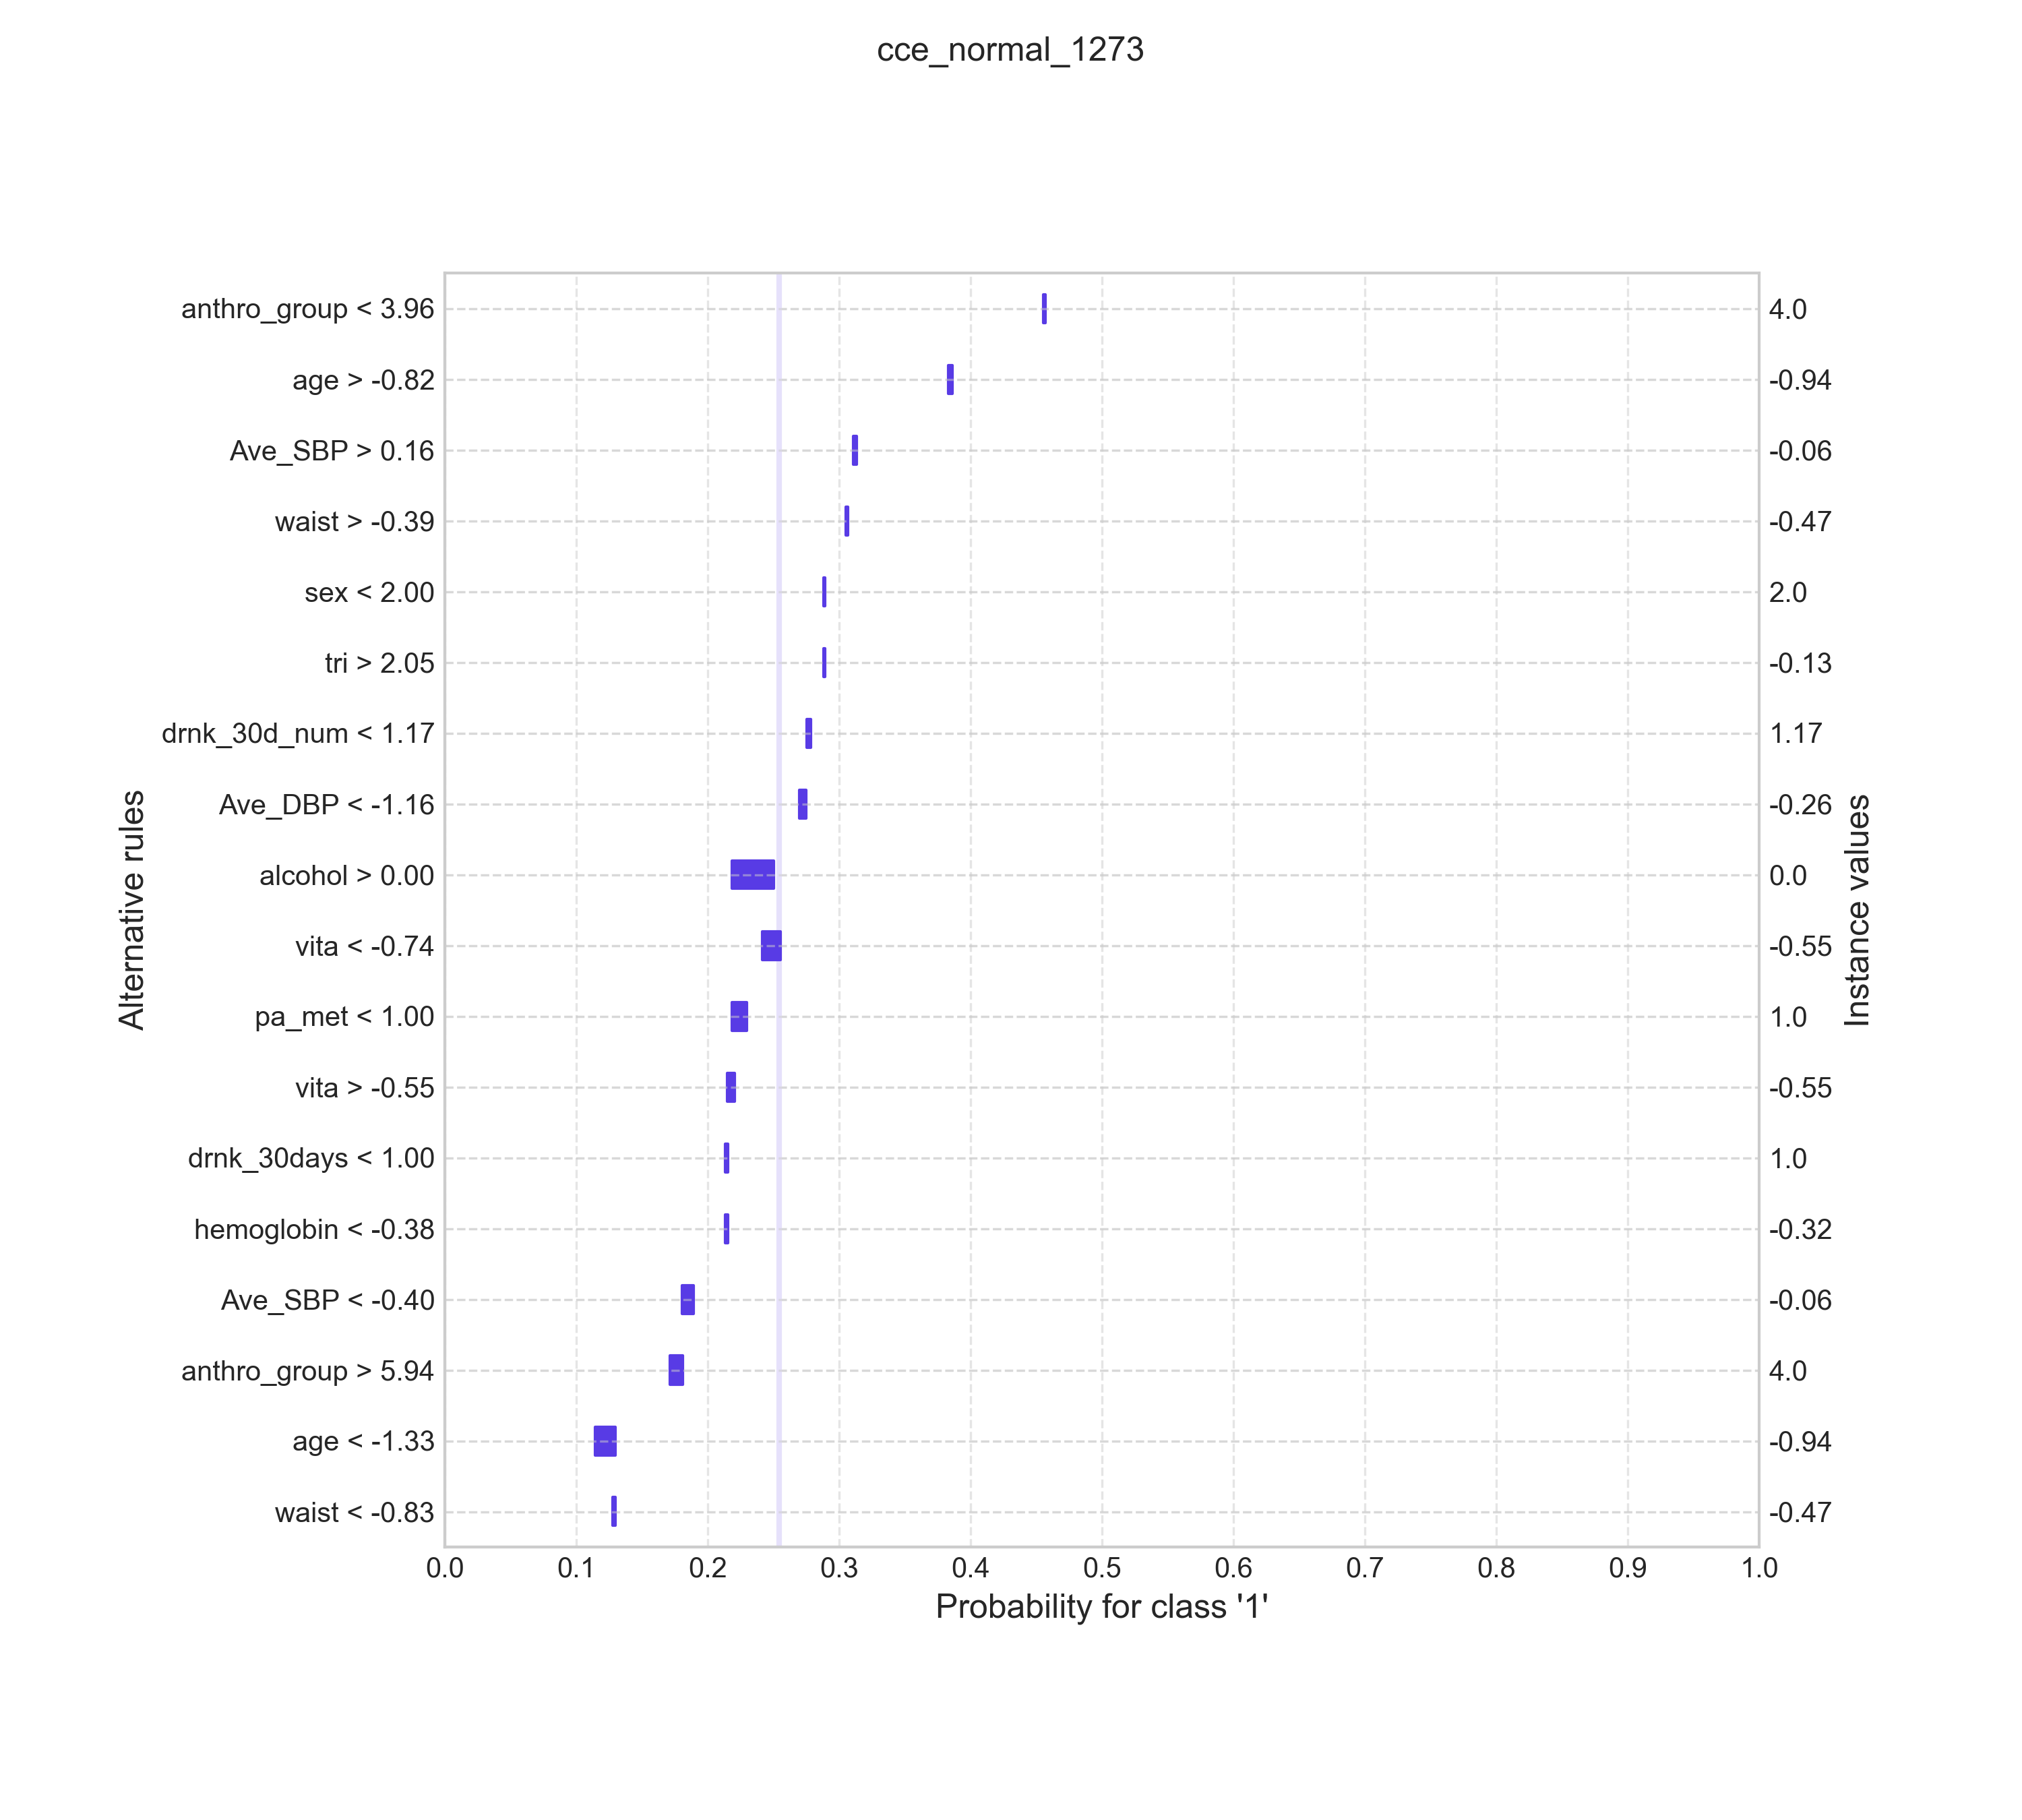 cce_normal_1273
anthro_group < 3.96 4.0
age > -0.82 -0.94
Ave_SBP > 0.16 -0.06
waist > -0.39 -0.47
sex < 2.00 2.0
tri > 2.05 -0.13
drnk_30d_num < 1.17 1.17
Ave_DBP < -1.16 -0.26
alcohol > 0.00 0.0
vita < -0.74 -0.55
pa_met < 1.00 1.0
vita > -0.55 -0.55
drnk_30days < 1.00 1.0
hemoglobin < -0.38 -0.32
Ave_SBP < -0.40 -0.06
anthro_group > 5.94 4.0
age < -1.33 -0.94
waist < -0.83 -0.47
Alternative rules
Instance values
0.0 0.1 0.2 0.3 0.4 0.5 0.6 0.7 0.8 0.9 1.0
Probability for class '1'